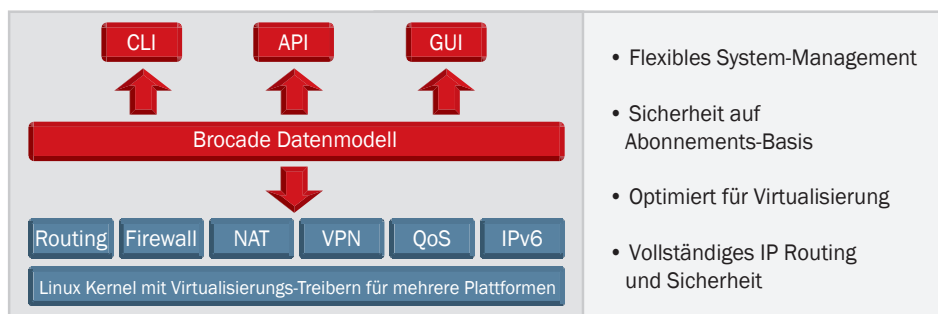 CLI
API
GUI
Brocade Datenmodell
Routing
Firewall
NAT
VPN
QoS
IPv6
Linux Kernel mit Virtualisierungs-Treibern für mehrere Plattformen
• Flexibles System-Management
• Sicherheit auf
Abonnements-Basis
• Optimiert für Virtualisierung
• Vollständiges IP Routing
und Sicherheit